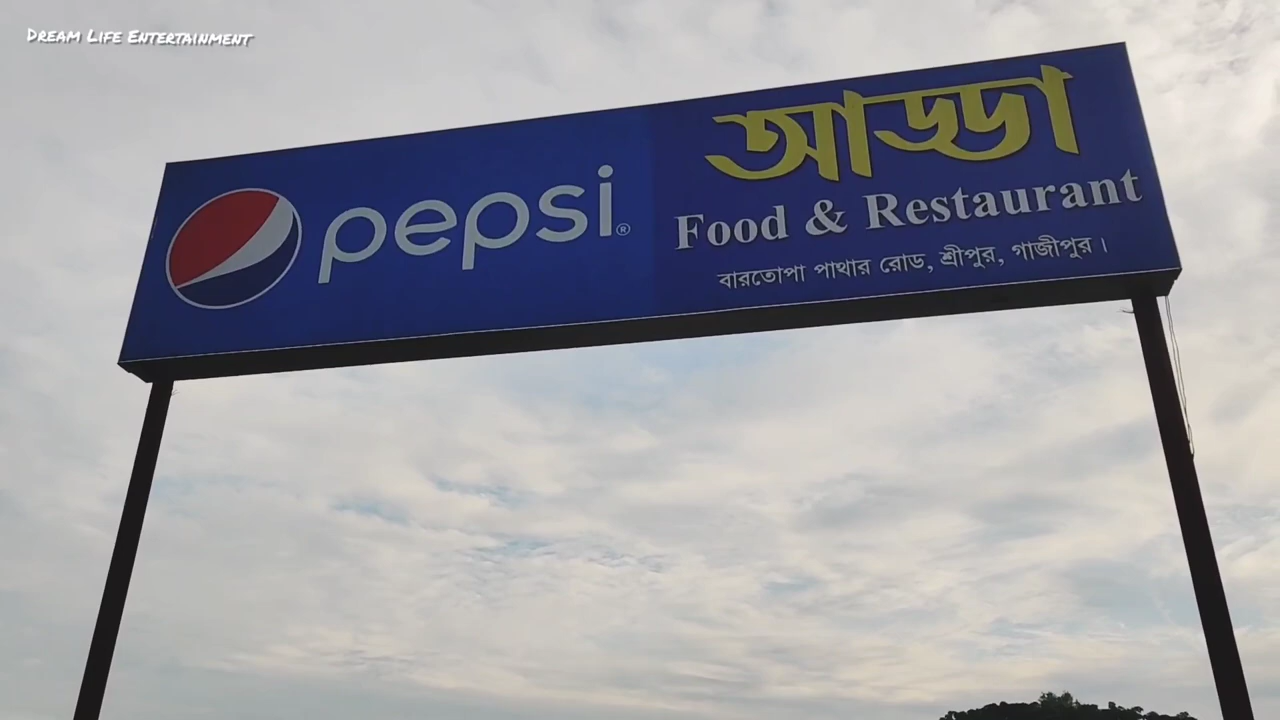 Dream Life Entertainment
pepsi®
আড্ডা
Food & Restaurant
বারতোপা পাথার রোড, শ্রীপুর, গাজীপুর।